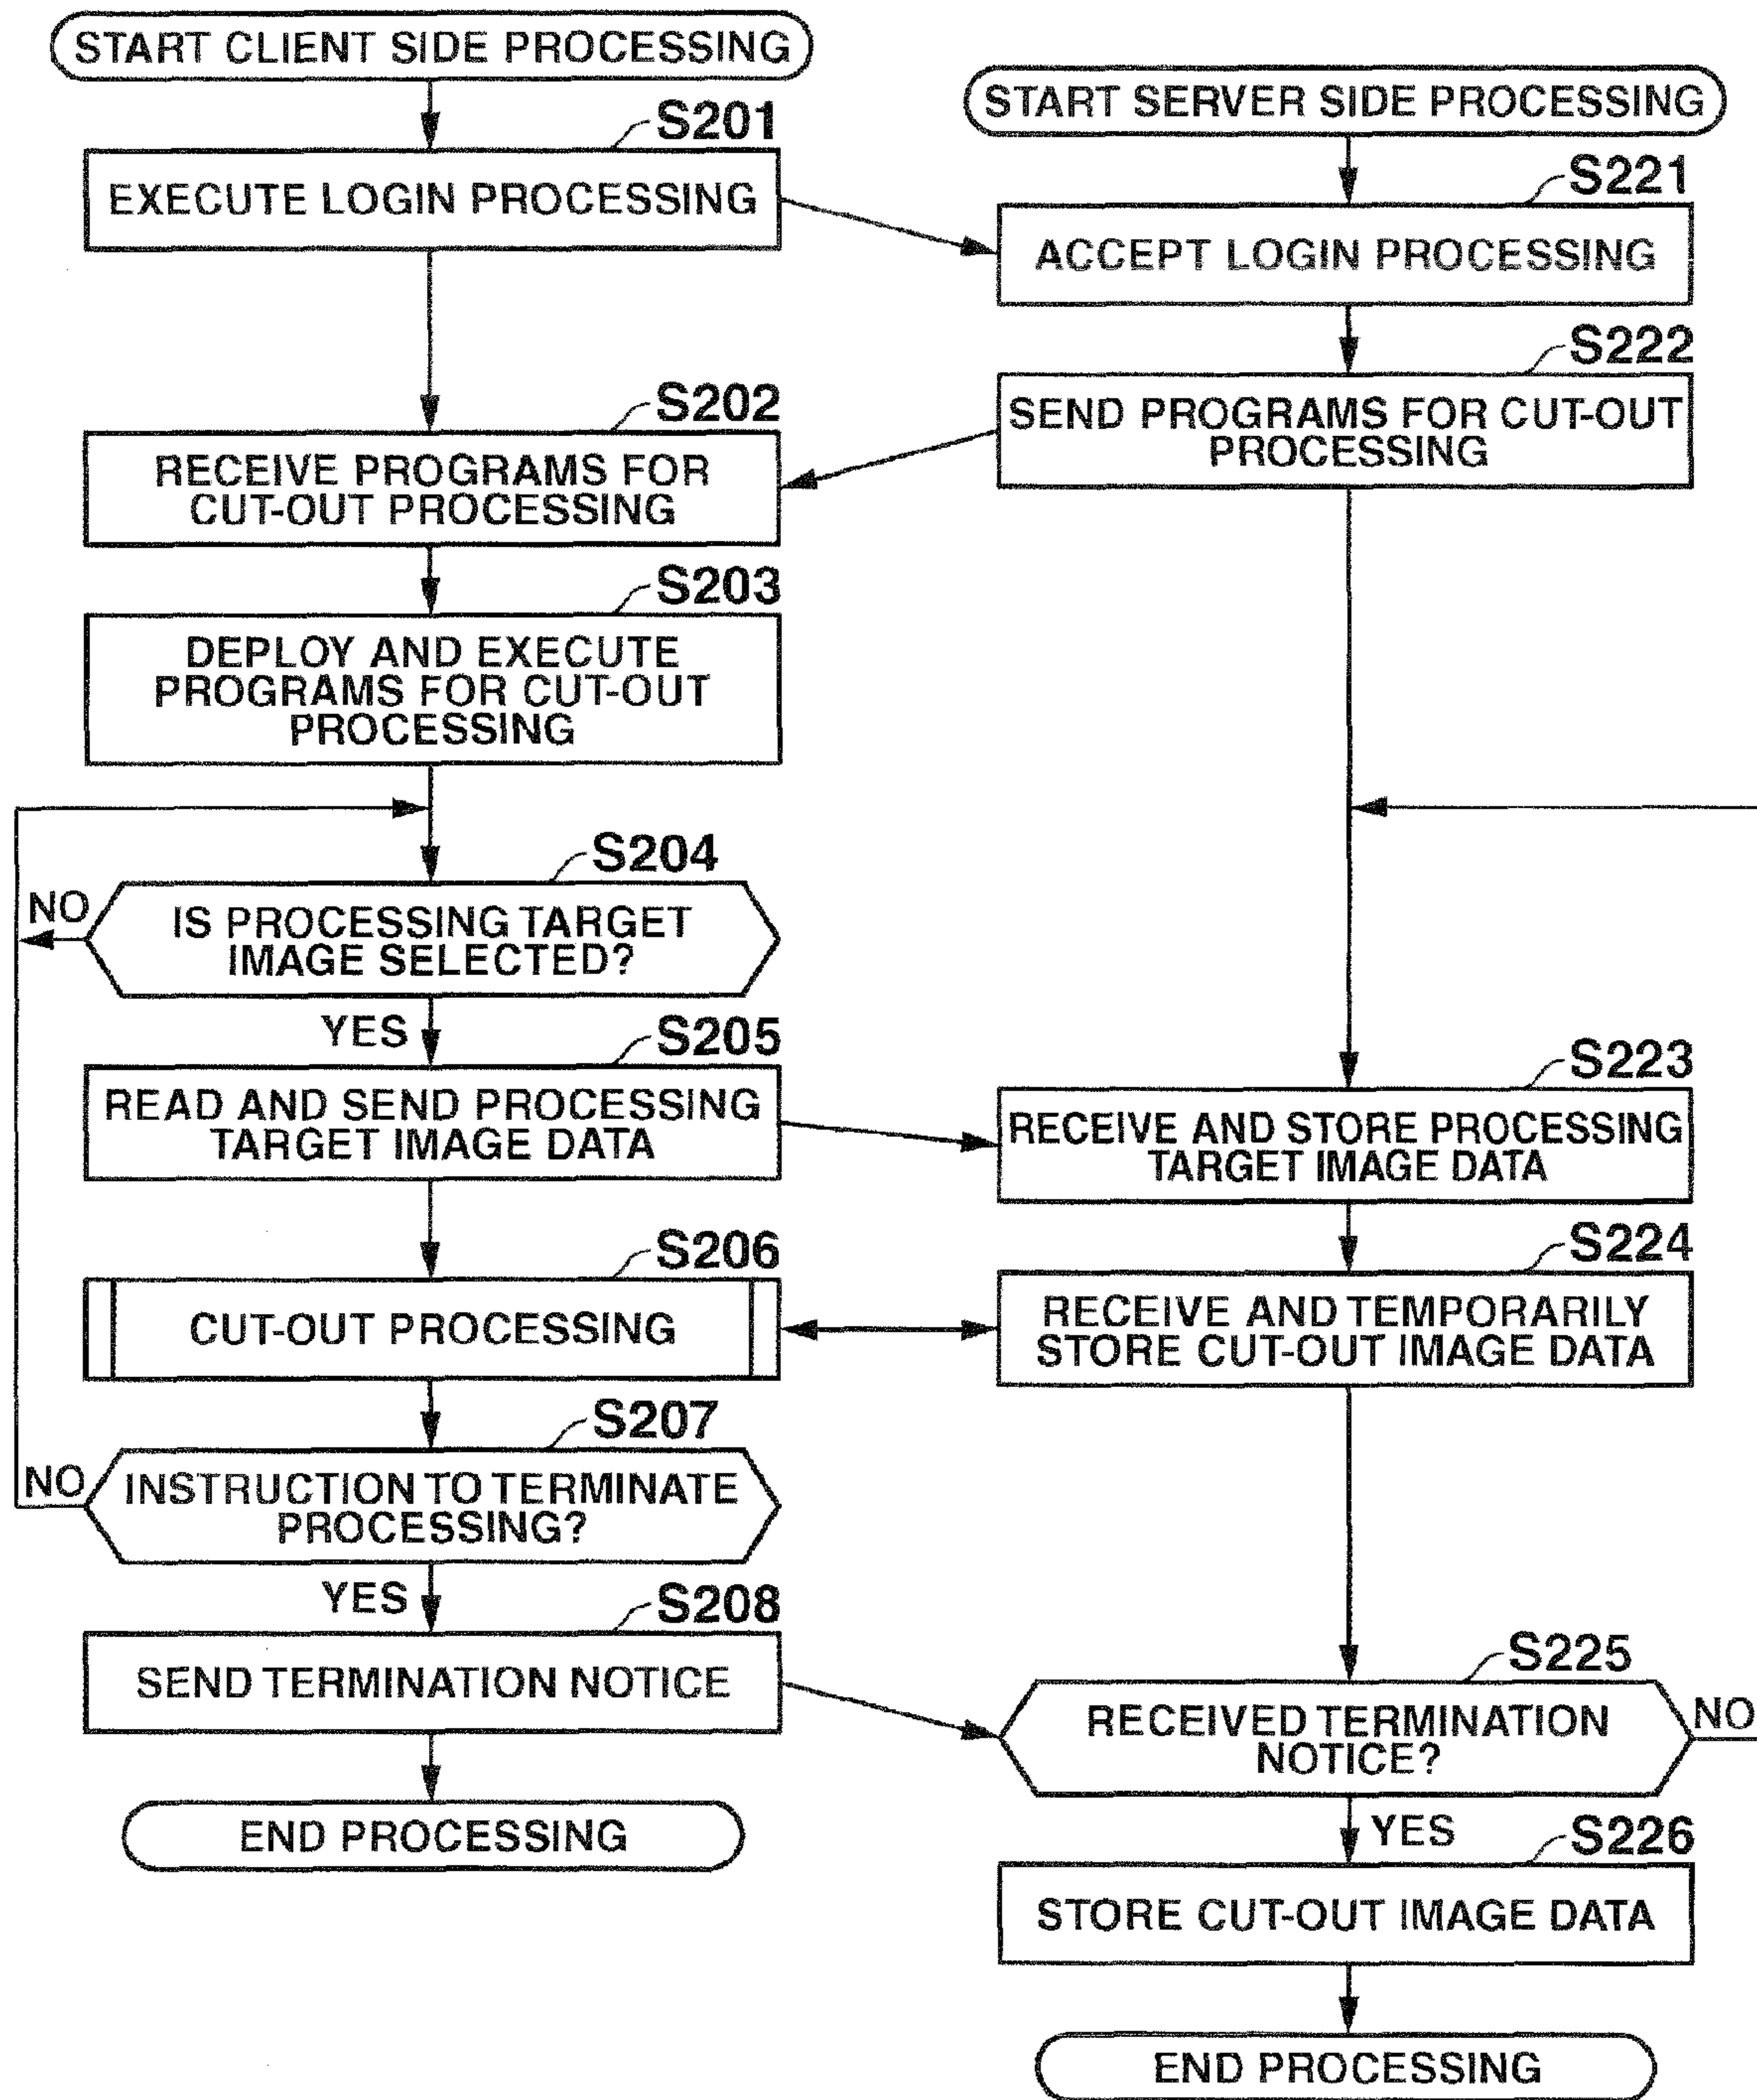 START CLIENT SIDE PROCESSING
S201
EXECUTE LOGIN PROCESSING
S202
RECEIVE PROGRAMS FOR
CUT-OUT PROCESSING
S203
DEPLOY AND EXECUTE
PROGRAMS FOR CUT-OUT
PROCESSING
S204
NO
IS PROCESSING TARGET
IMAGE SELECTED?
YES
S205
READ AND SEND PROCESSING
TARGET IMAGE DATA
S206
CUT-OUT PROCESSING
S207
NO
INSTRUCTION TO TERMINATE
PROCESSING?
YES
S208
SEND TERMINATION NOTICE
END PROCESSING
START SERVER SIDE PROCESSING
S221
ACCEPT LOGIN PROCESSING
S222
SEND PROGRAMS FOR CUT-OUT
PROCESSING
S223
RECEIVE AND STORE PROCESSING
TARGET IMAGE DATA
S224
RECEIVE AND TEMPORARILY
STORE CUT-OUT IMAGE DATA
S225
RECEIVED TERMINATION
NOTICE?
NO
YES
S226
STORE CUT-OUT IMAGE DATA
END PROCESSING